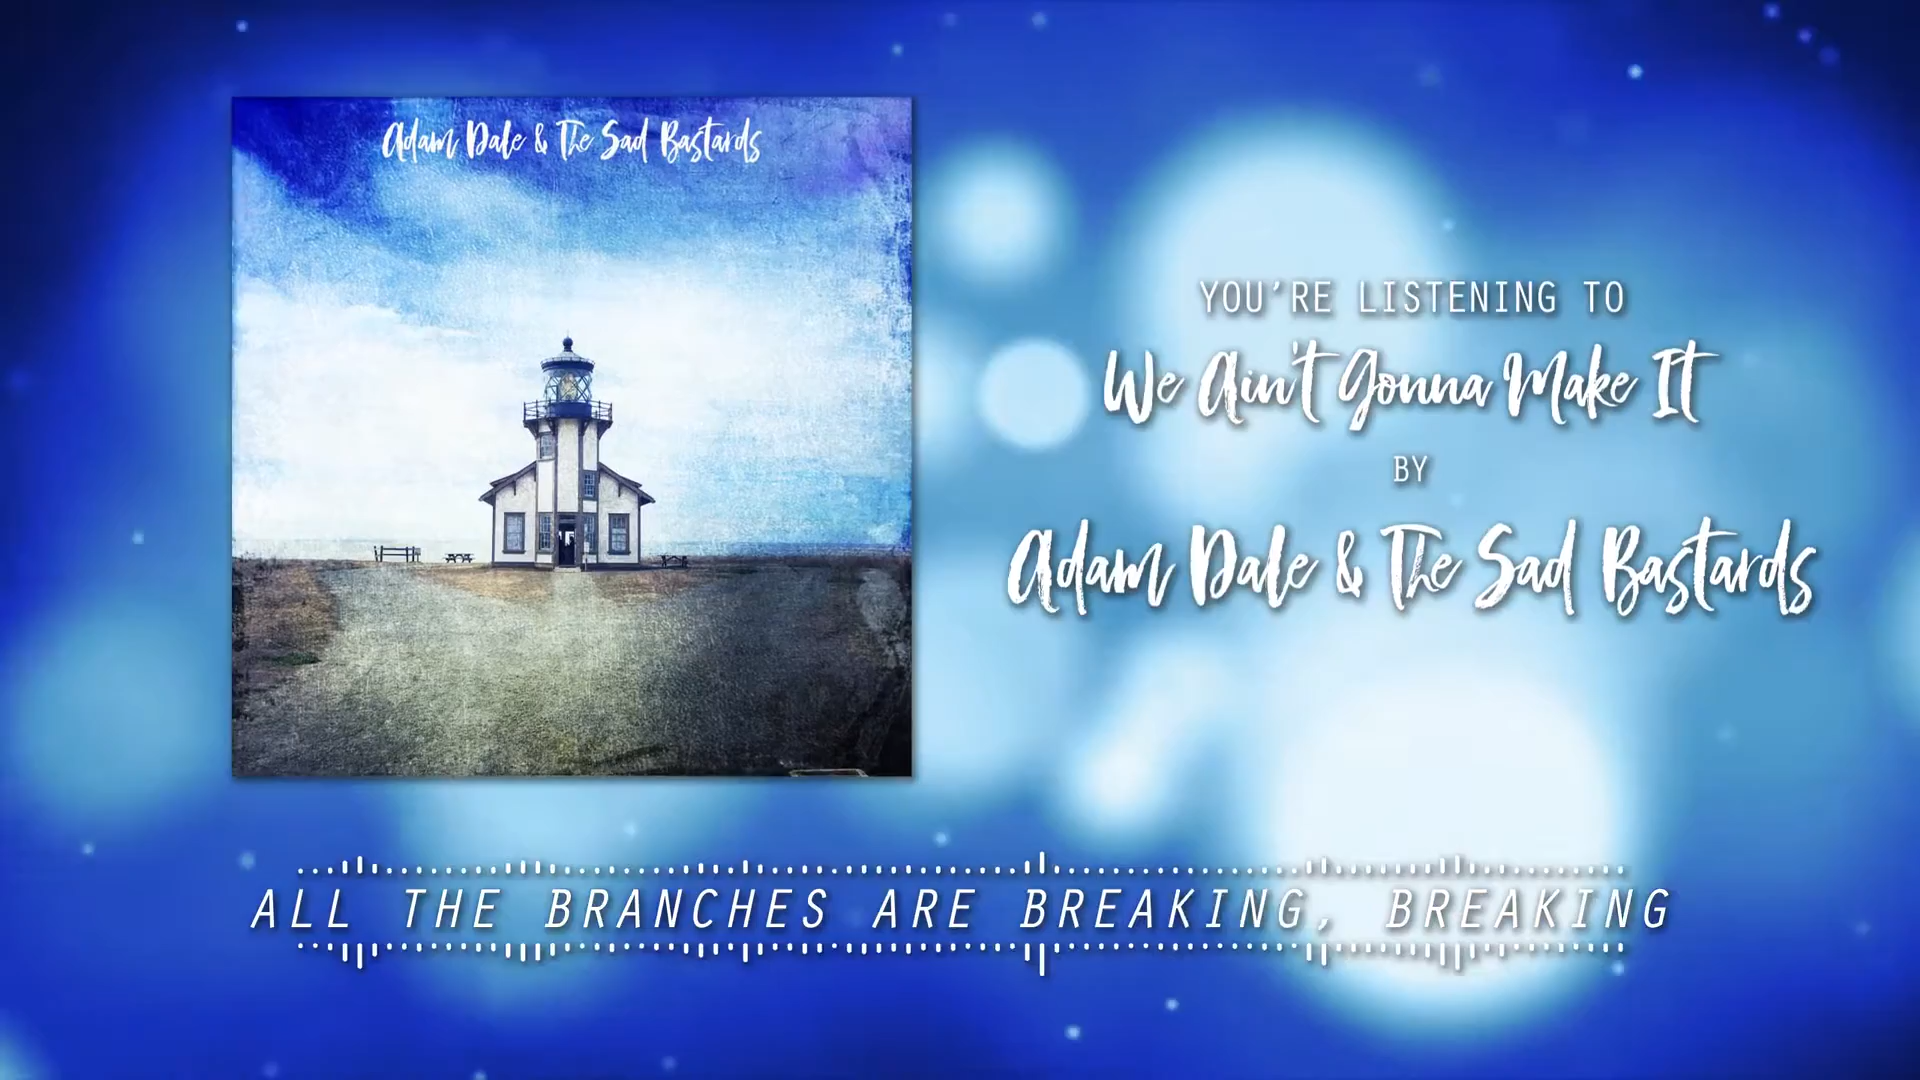 Adam Dale & The Sad Bastards
YOU'RE LISTENING TO
We Ain't Gonna Make It
BY
Adam Dale & The Sad Bastards
ALL THE BRANCHES ARE BREAKING, BREAKING